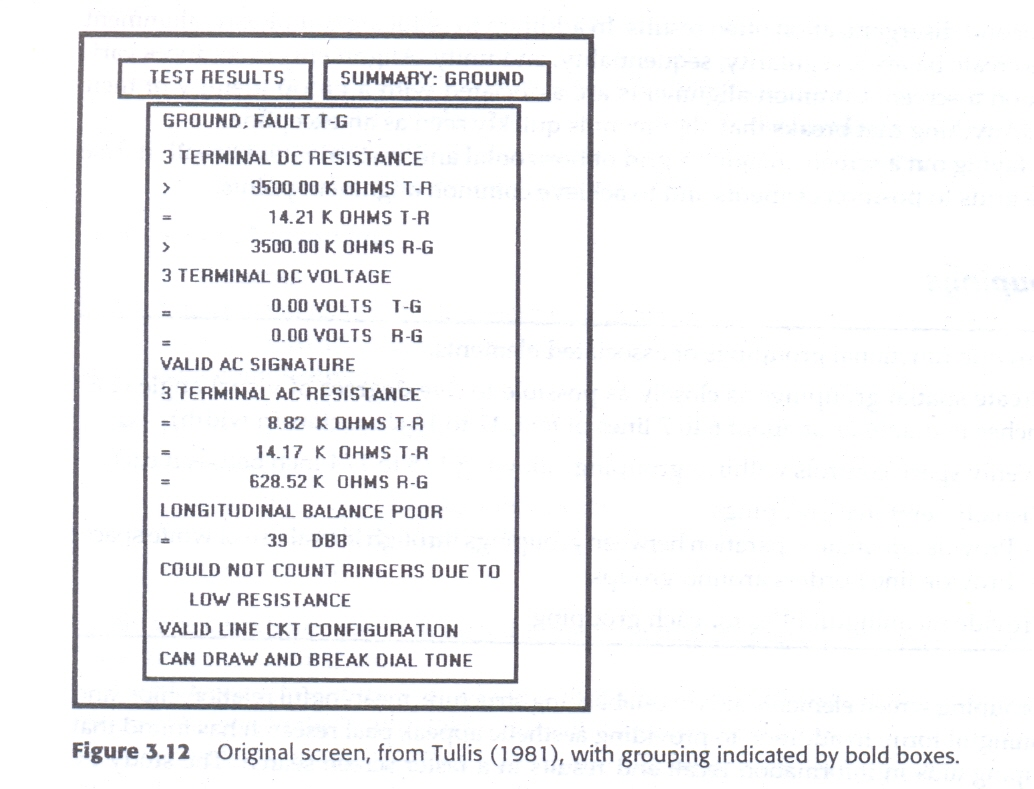 TEST RESULTS SUMMARY: GROUND
GROUND, FAULT T-G
3 TERMINAL DC RESISTANCE
> 3500.00 K OHMS T-R
= 14.21 K OHMS T-R
> 3500.00 K OHMS R-G
3 TERMINAL DC VOLTAGE
= 0.00 VOLTS T-G
= 0.00 VOLTS R-G
VALID AC SIGNATURE
3 TERMINAL AC RESISTANCE
= 8.82 K OHMS T-R
= 14.17 K OHMS T-R
= 628.52 K OHMS R-G
LONGITUDINAL BALANCE POOR
= 39 DBB
COULD NOT COUNT RINGERS DUE TO
LOW RESISTANCE
VALID LINE CKT CONFIGURATION
CAN DRAW AND BREAK DIAL TONE
Figure 3.12 Original screen, from Tullis (1981), with grouping indicated by bold boxes.